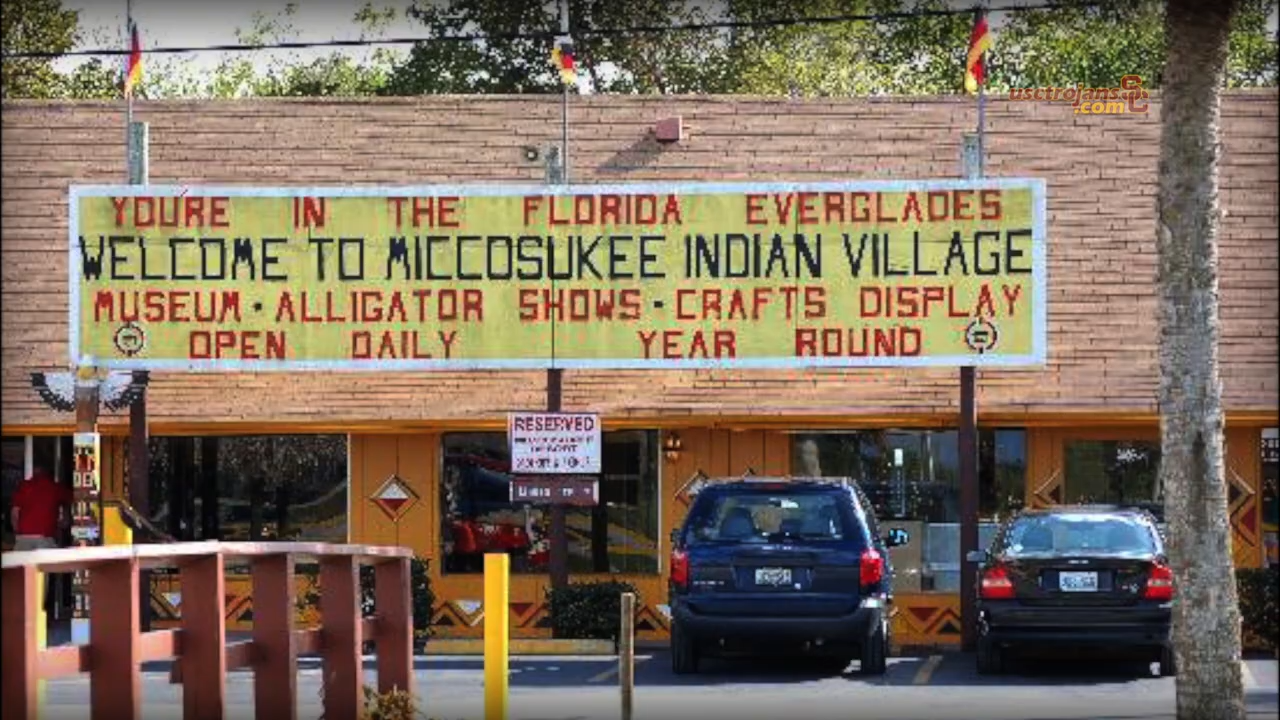 usctrojans
.com
SC
YOURE IN THE FLORIDA EVERGLADES
WELCOME TO MICCOSUKEE INDIAN VILLAGE
MUSEUM · ALLIGATOR SHOWS · CRAFTS DISPLAY
OPEN DAILY YEAR ROUND
RESERVED